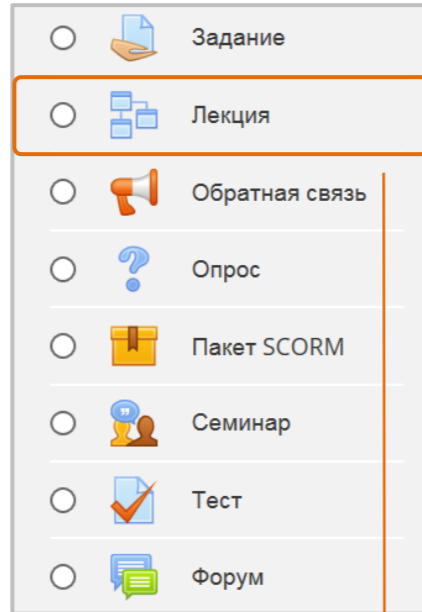 Задание
Лекция
Обратная связь
Опрос
Пакет SCORM
Семинар
Тест
Форум